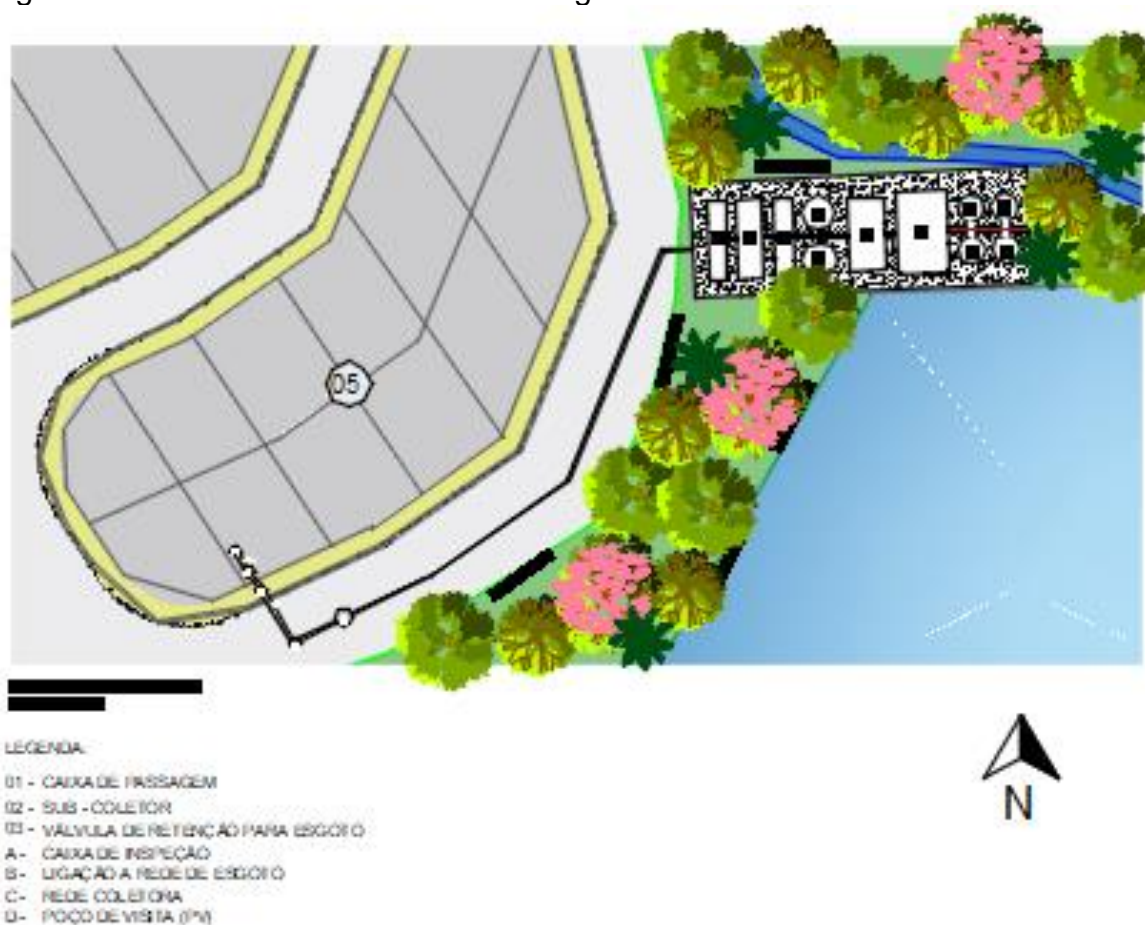 05
N
LEGENDA:
01 - CAIXA DE PASSAGEM
02 - SUB - COLETOR
03 - VÁLVULA DE RETENÇÃO PARA ESGOTO
A - CAIXA DE INSPEÇÃO
B - LIGAÇÃO A REDE DE ESGOTO
C - REDE COLETORA
D - POÇO DE VISITA (PV)